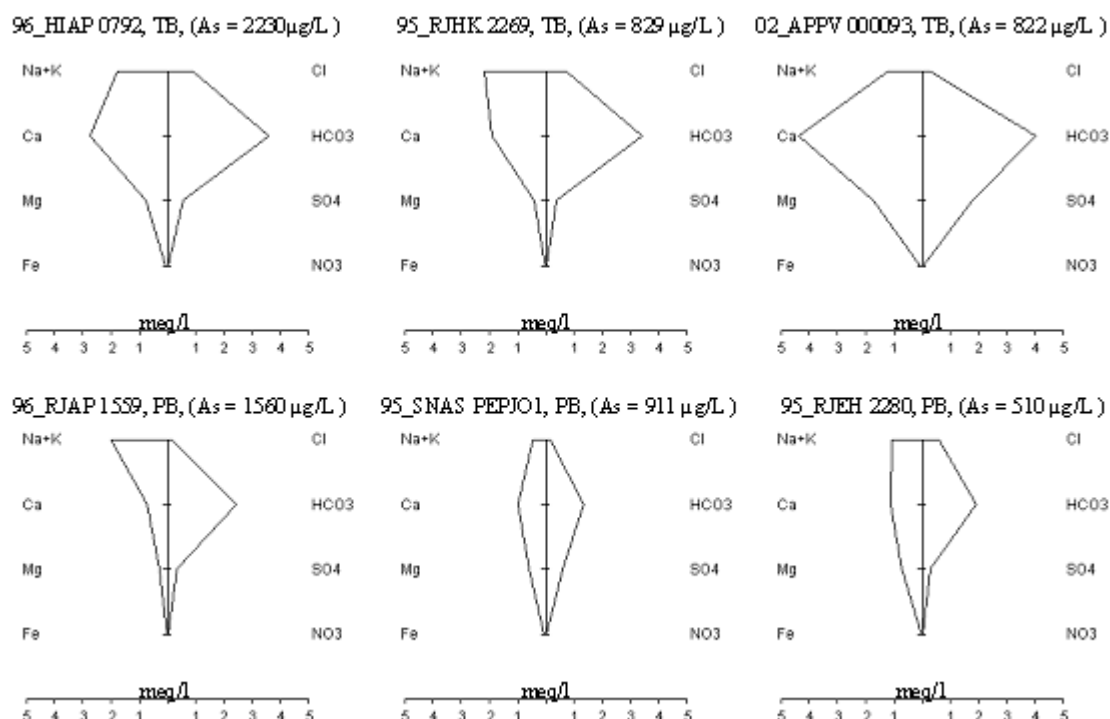 96_HIAP 0792, TB, (As = 2230µg/L )
95_RJHK 2269, TB, (As = 829 µg/L )
02_APPV 000093, TB, (As = 822 µg/L )
Na+K Cl Na+K Cl Na+K Cl
Ca HCO3 Ca HCO3 Ca HCO3
Mg SO4 Mg SO4 Mg SO4
Fe NO3 Fe NO3 Fe NO3
meq/l meq/l meq/l
5 4 3 2 1 1 2 3 4 5 5 4 3 2 1 1 2 3 4 5 5 4 3 2 1 1 2 3 4 5
96_RJAP 1559, PB, (As = 1560 µg/L )
95_SNAS PEPJO1, PB, (As = 911 µg/L )
95_RJEH 2280, PB, (As = 510 µg/L )
Na+K Cl Na+K Cl Na+K Cl
Ca HCO3 Ca HCO3 Ca HCO3
Mg SO4 Mg SO4 Mg SO4
Fe NO3 Fe NO3 Fe NO3
meq/l meq/l meq/l
5 4 3 2 1 1 2 3 4 5 5 4 3 2 1 1 2 3 4 5 5 4 3 2 1 1 2 3 4 5